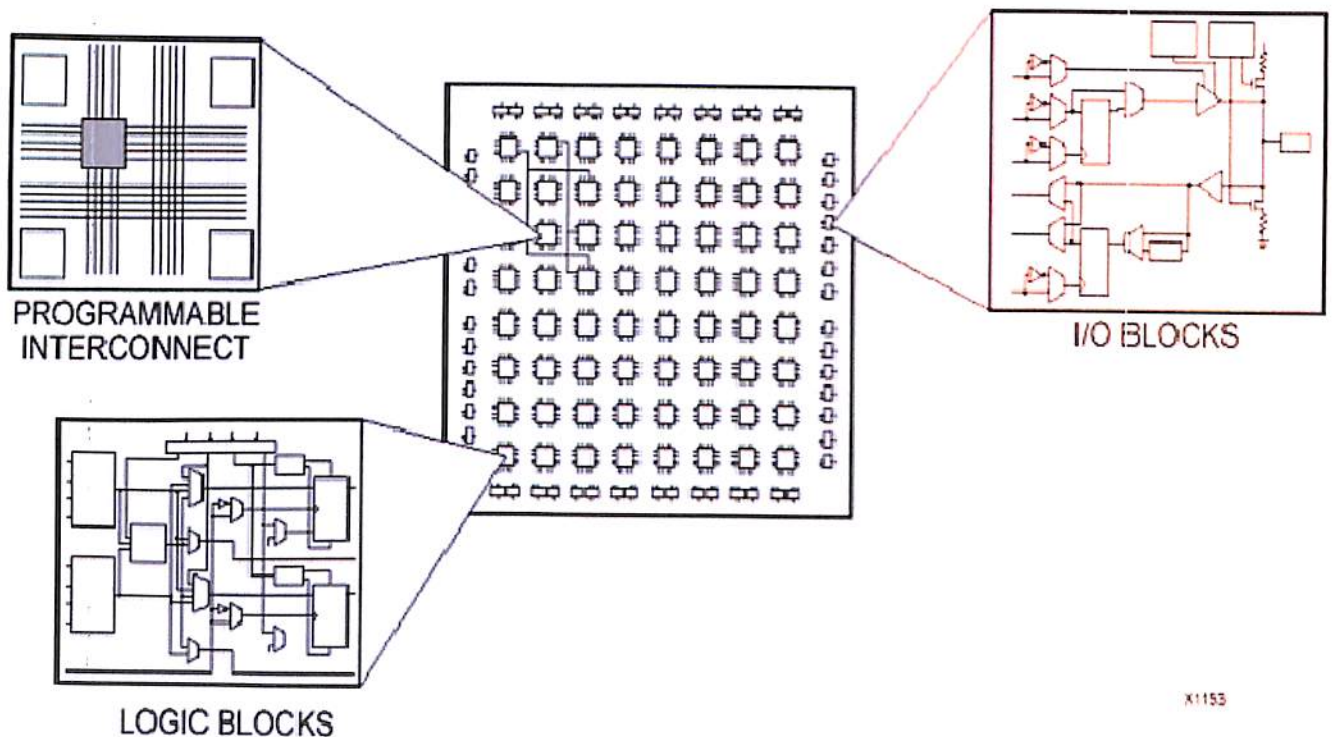 PROGRAMMABLE
INTERCONNECT
I/O BLOCKS
LOGIC BLOCKS
X1153